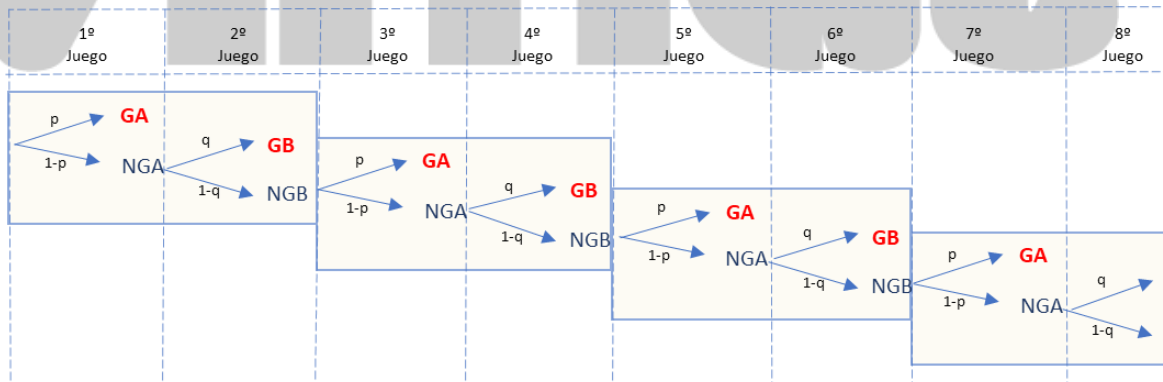 1º
Juego
2º
Juego
3º
Juego
4º
Juego
5º
Juego
6º
Juego
7º
Juego
8º
Juego
p
GA
1-p
NGA
q
GB
1-q
NGB
p
GA
1-p
NGA
q
GB
1-q
NGB
p
GA
1-p
NGA
q
GB
1-q
NGB
p
GA
1-p
NGA
q
1-q